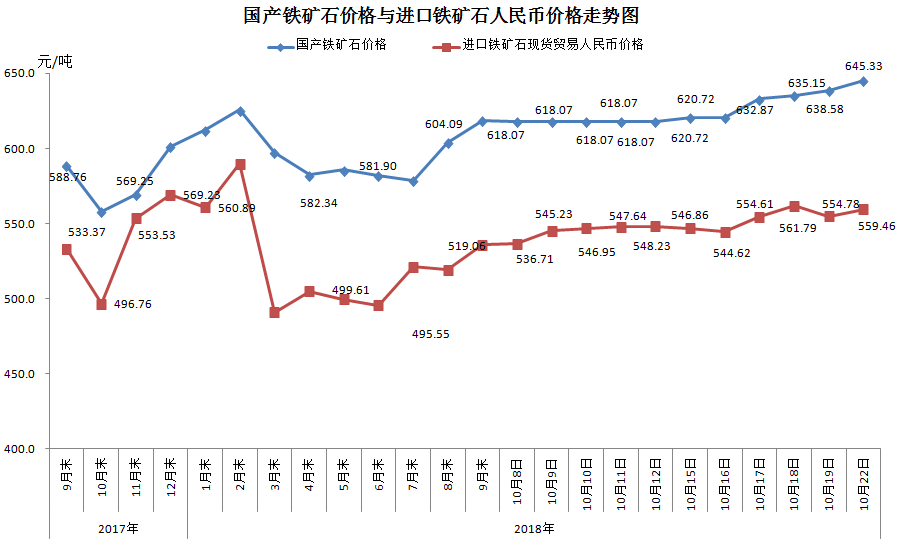 国产铁矿石价格与进口铁矿石人民币价格走势图
国产铁矿石价格 进口铁矿石现货贸易人民币价格
元/吨
650.0
600.0
550.0
500.0
450.0
400.0
588.76
569.25
581.90
604.09
618.07
618.07
618.07
618.07
618.07
620.72
620.72
632.87
635.15
638.58
645.33
582.34
533.37
496.76
553.53
569.23
560.89
499.61
495.55
519.06
536.71
545.23
546.95
547.64
548.23
546.86
544.62
554.61
561.79
554.78
559.46
9月末
10月末
11月末
12月末
1月末
2月末
3月末
4月末
5月末
6月末
7月末
8月末
9月末
10月8日
10月9日
10月10日
10月11日
10月12日
10月15日
10月16日
10月17日
10月18日
10月19日
10月22日
2017年 2018年